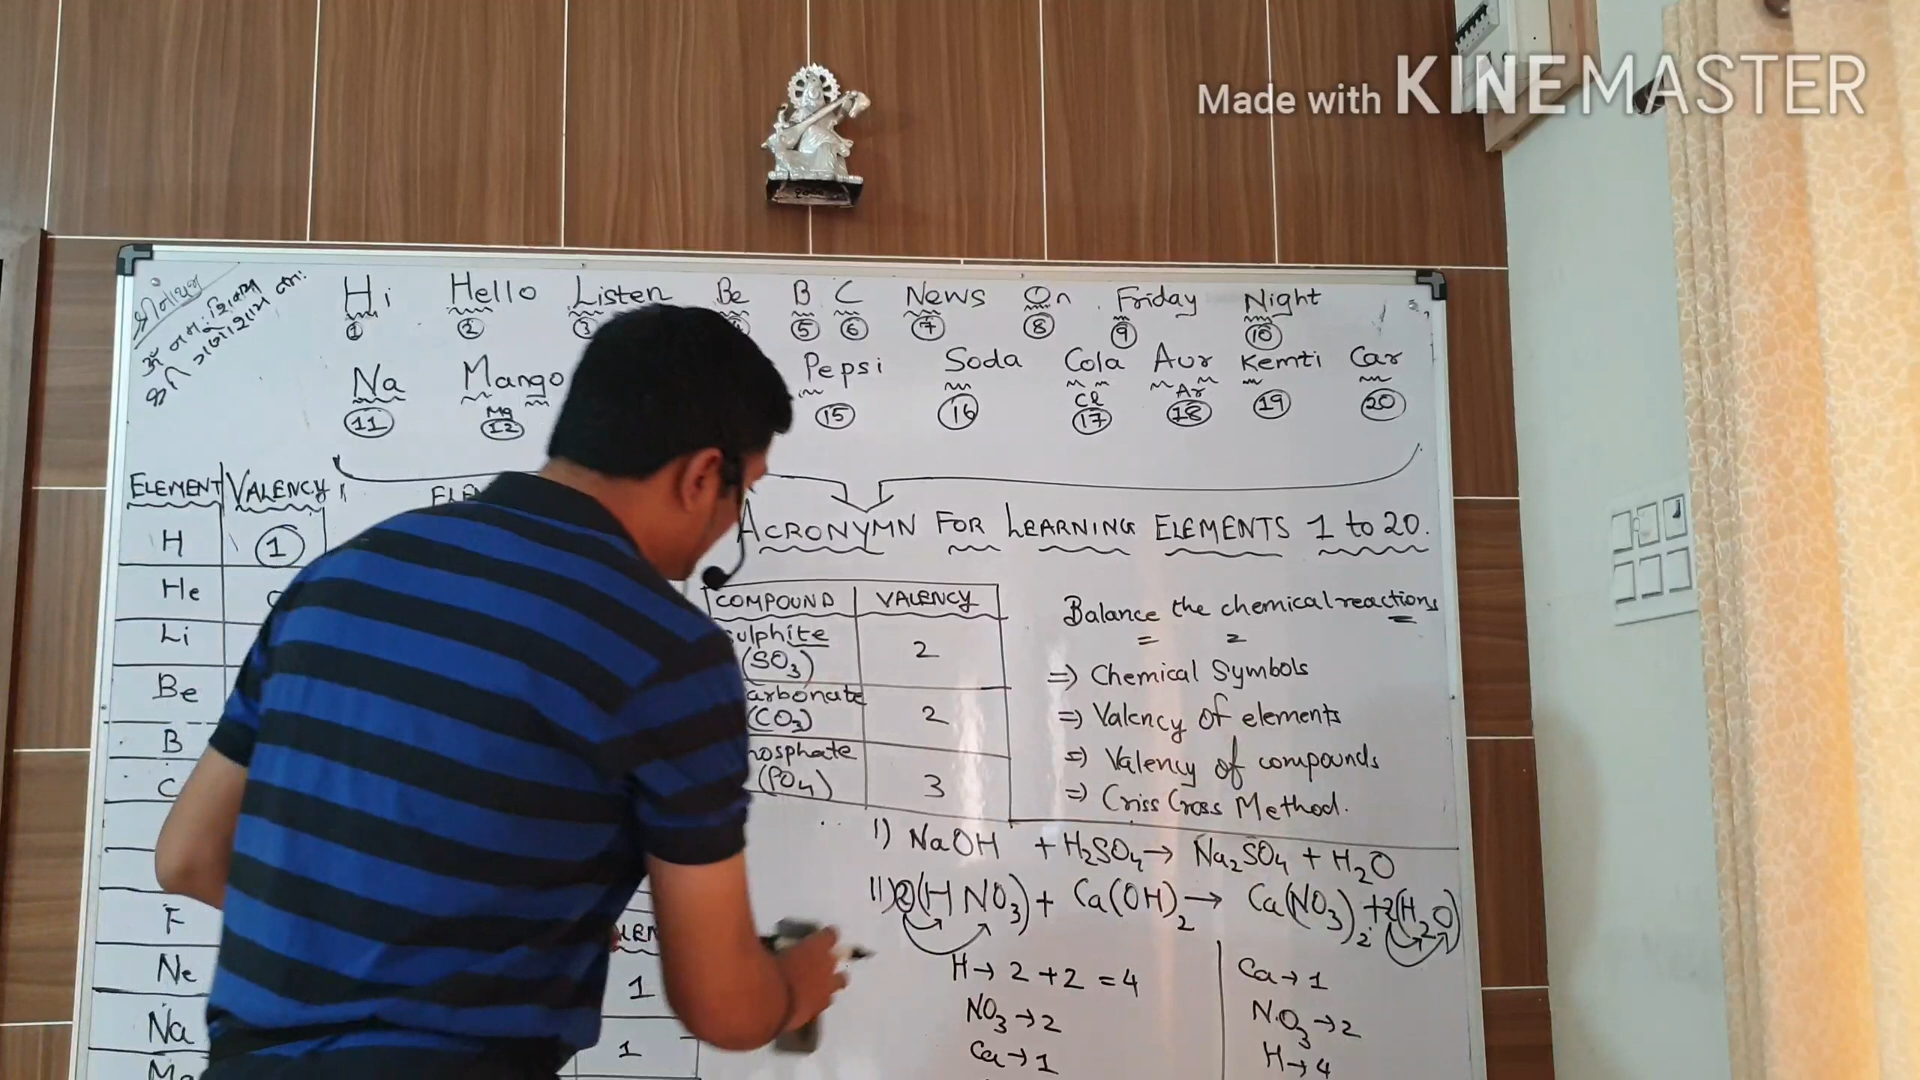 Made with KINEMASTER
श्रीगणेश
Hi Hello Listen Be B C News On Friday Night
1 2 3 4 5 6 7 8 9 10
Na Mango Pepsi Soda Cola Aur Kemti Car
Mg Cl Ar
11 12 15 16 17 18 19 20
ELEMENT VALENCY
ACRONYMN FOR LEARNING ELEMENTS 1 to 20.
H 1
He
Li
Be
B
C
F
Ne
Na
1
1
COMPOUND VALENCY
sulphite (SO3) 2
carbonate (CO3) 2
phosphate (PO4) 3
Balance the chemical reactions
=> Chemical Symbols
=> Valency of elements
=> Valency of compounds
=> Criss Cross Method.
I) NaOH + H2SO4 → Na2SO4 + H2O
II) 2(HNO3) + Ca(OH)2 → Ca(NO3)2 + 2(H2O)
H → 2 + 2 = 4
NO3 → 2
Ca → 1
Ca → 1
NO3 → 2
H → 4